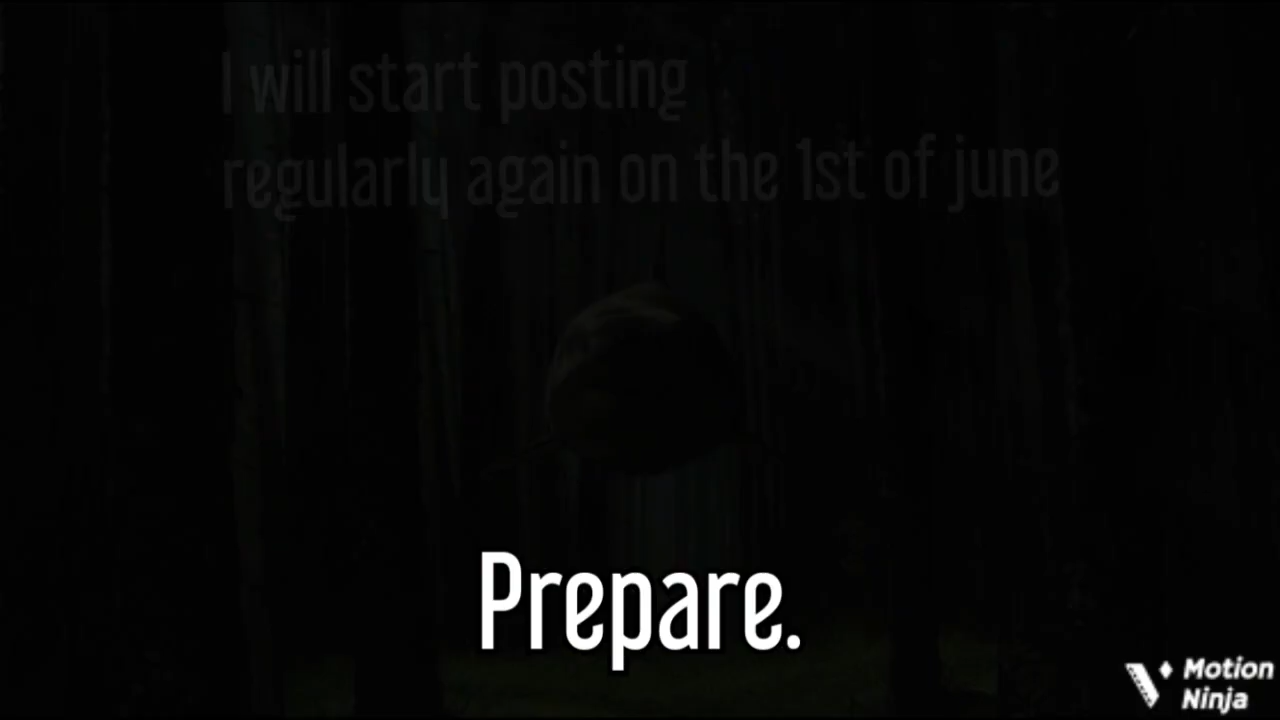 I will start posting
regularly again on the 1st of june
Prepare.
Motion
Ninja